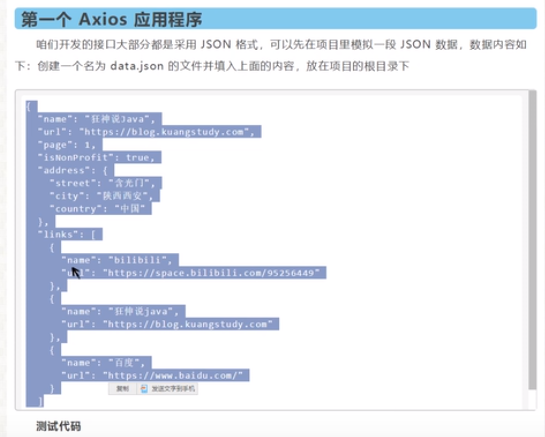 第一个 Axios 应用程序
咱们开发的接口大部分都是采用 JSON 格式，可以先在项目里模拟一段 JSON 数据，数据内容如
下：创建一个名为 data.json 的文件并填入上面的内容，放在项目的根目录下
{
"name": "狂神说Java",
"url": "https://blog.kuangstudy.com",
"page": 1,
"isNonProfit": true,
"address": {
"street": "含光门",
"city": "陕西西安",
"country": "中国"
},
"links": [
{
"name": "bilibili",
"url": "https://space.bilibili.com/95256449"
},
{
"name": "狂神说java",
"url": "https://blog.kuangstudy.com"
},
{
"name": "百度",
"url": "https://www.baidu.com/"
}
复制 发送文字到手机
]
测试代码